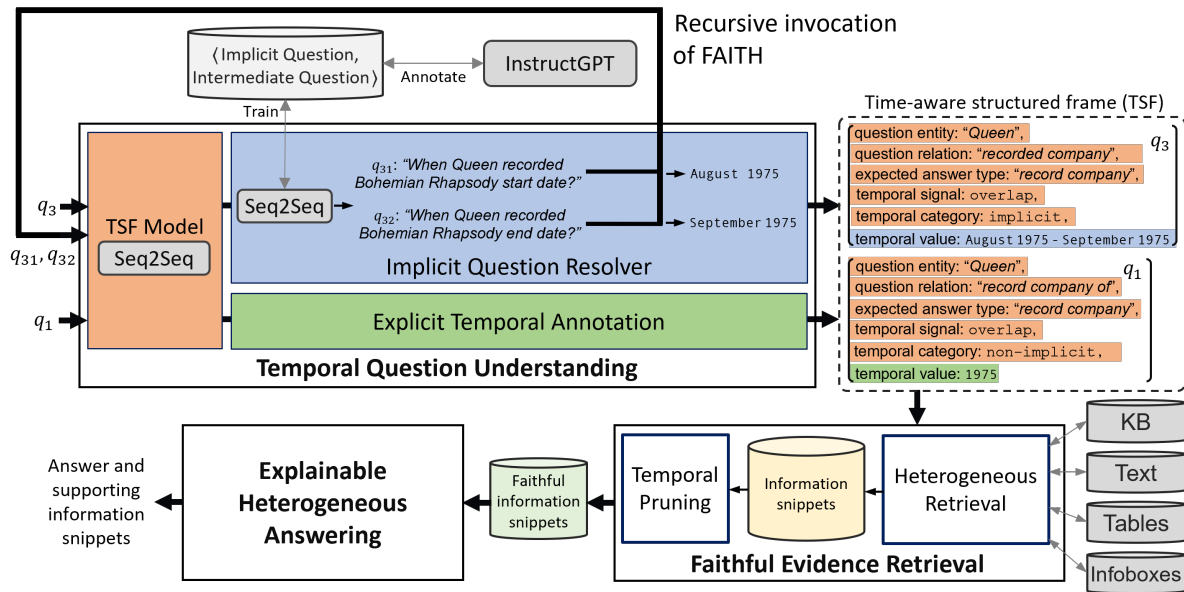 Recursive invocation
of FAITH
⟨Implicit Question,
Intermediate Question⟩
Annotate
InstructGPT
Train
Time-aware structured frame (TSF)
q₃
q₃₁, q₃₂
q₁
TSF Model
Seq2Seq
Seq2Seq
q₃₁: “When Queen recorded
Bohemian Rhapsody start date?”
August 1975
q₃₂: “When Queen recorded
Bohemian Rhapsody end date?”
September 1975
Implicit Question Resolver
Explicit Temporal Annotation
Temporal Question Understanding
question entity: “Queen”,
q₃
question relation: “recorded company”,
expected answer type: “record company”,
temporal signal: overlap,
temporal category: implicit,
temporal value: August 1975 - September 1975
question entity: “Queen”,
q₁
question relation: “record company of”,
expected answer type: “record company”,
temporal signal: overlap,
temporal category: non-implicit,
temporal value: 1975
Answer and
supporting
information
snippets
Explainable
Heterogeneous
Answering
Faithful
information
snippets
Temporal
Pruning
Information
snippets
Heterogeneous
Retrieval
Faithful Evidence Retrieval
KB
Text
Tables
Infoboxes